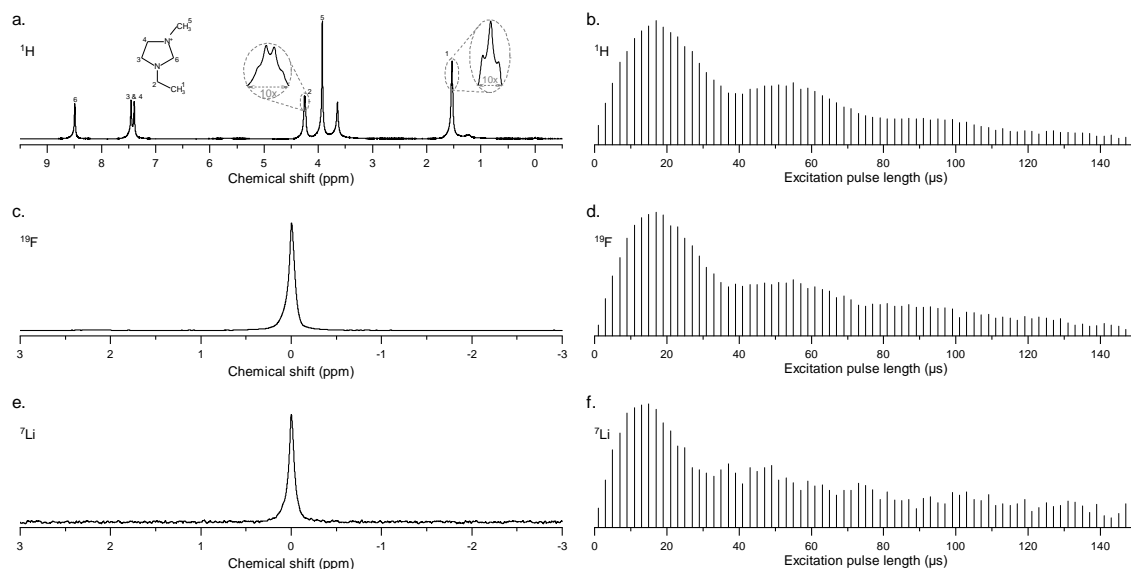 a.
¹H
CH₃
5
4
N⁺
3
6
N
2
CH₃
1
6
3 & 4
10x
2
5
1
10x
9 8 7 6 5 4 3 2 1 0
Chemical shift (ppm)
b.
¹H
0 20 40 60 80 100 120 140
Excitation pulse length (µs)
c.
¹⁹F
3 2 1 0 -1 -2 -3
Chemical shift (ppm)
d.
¹⁹F
0 20 40 60 80 100 120 140
Excitation pulse length (µs)
e.
⁷Li
3 2 1 0 -1 -2 -3
Chemical shift (ppm)
f.
⁷Li
0 20 40 60 80 100 120 140
Excitation pulse length (µs)